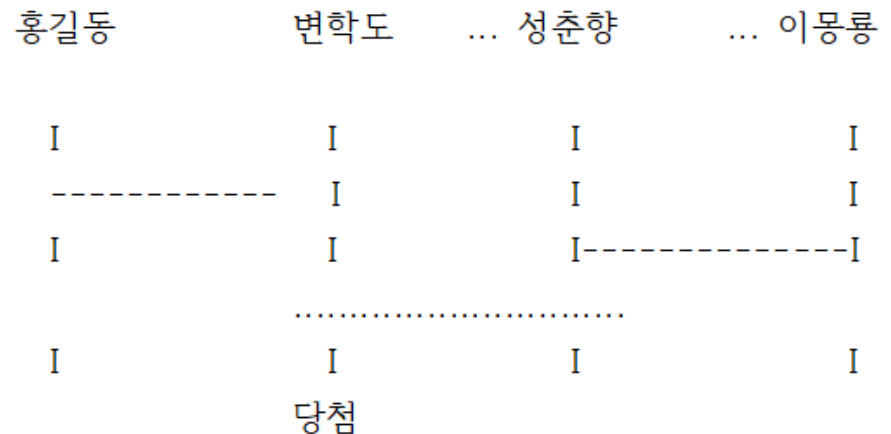 홍길동 변학도 ... 성춘향 ... 이몽룡
I I I I
------------ I I I
I I I--------------I
..............................
I I I I
당첨